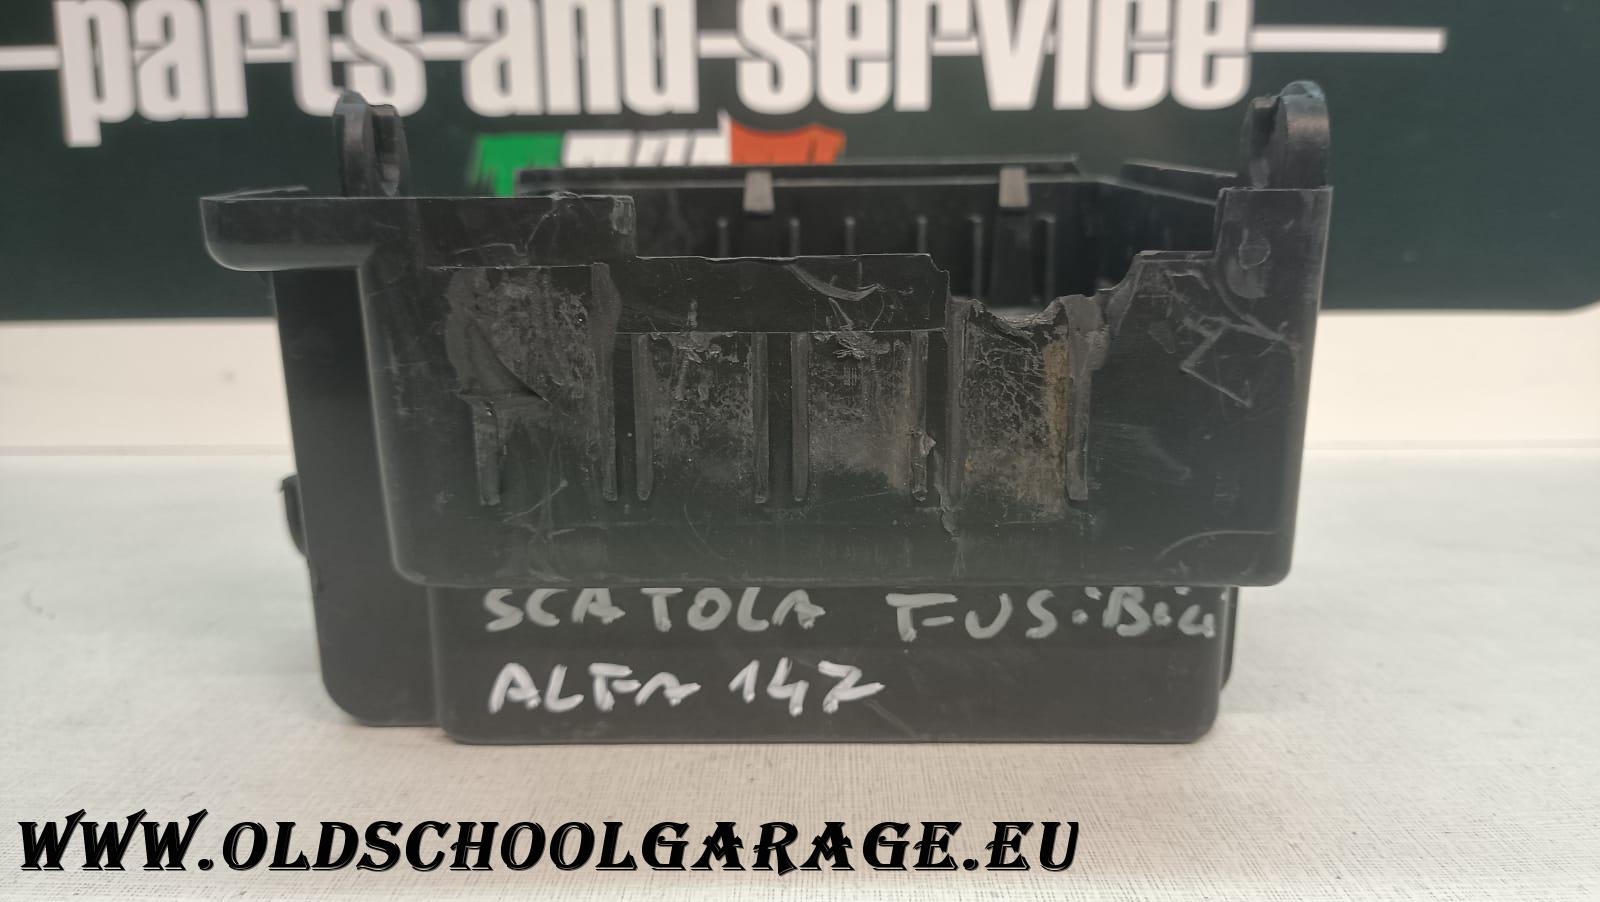 parts and service
SCATOLA FUSiBiLi
ALFA 147
WWW.OLDSCHOOLGARAGE.EU